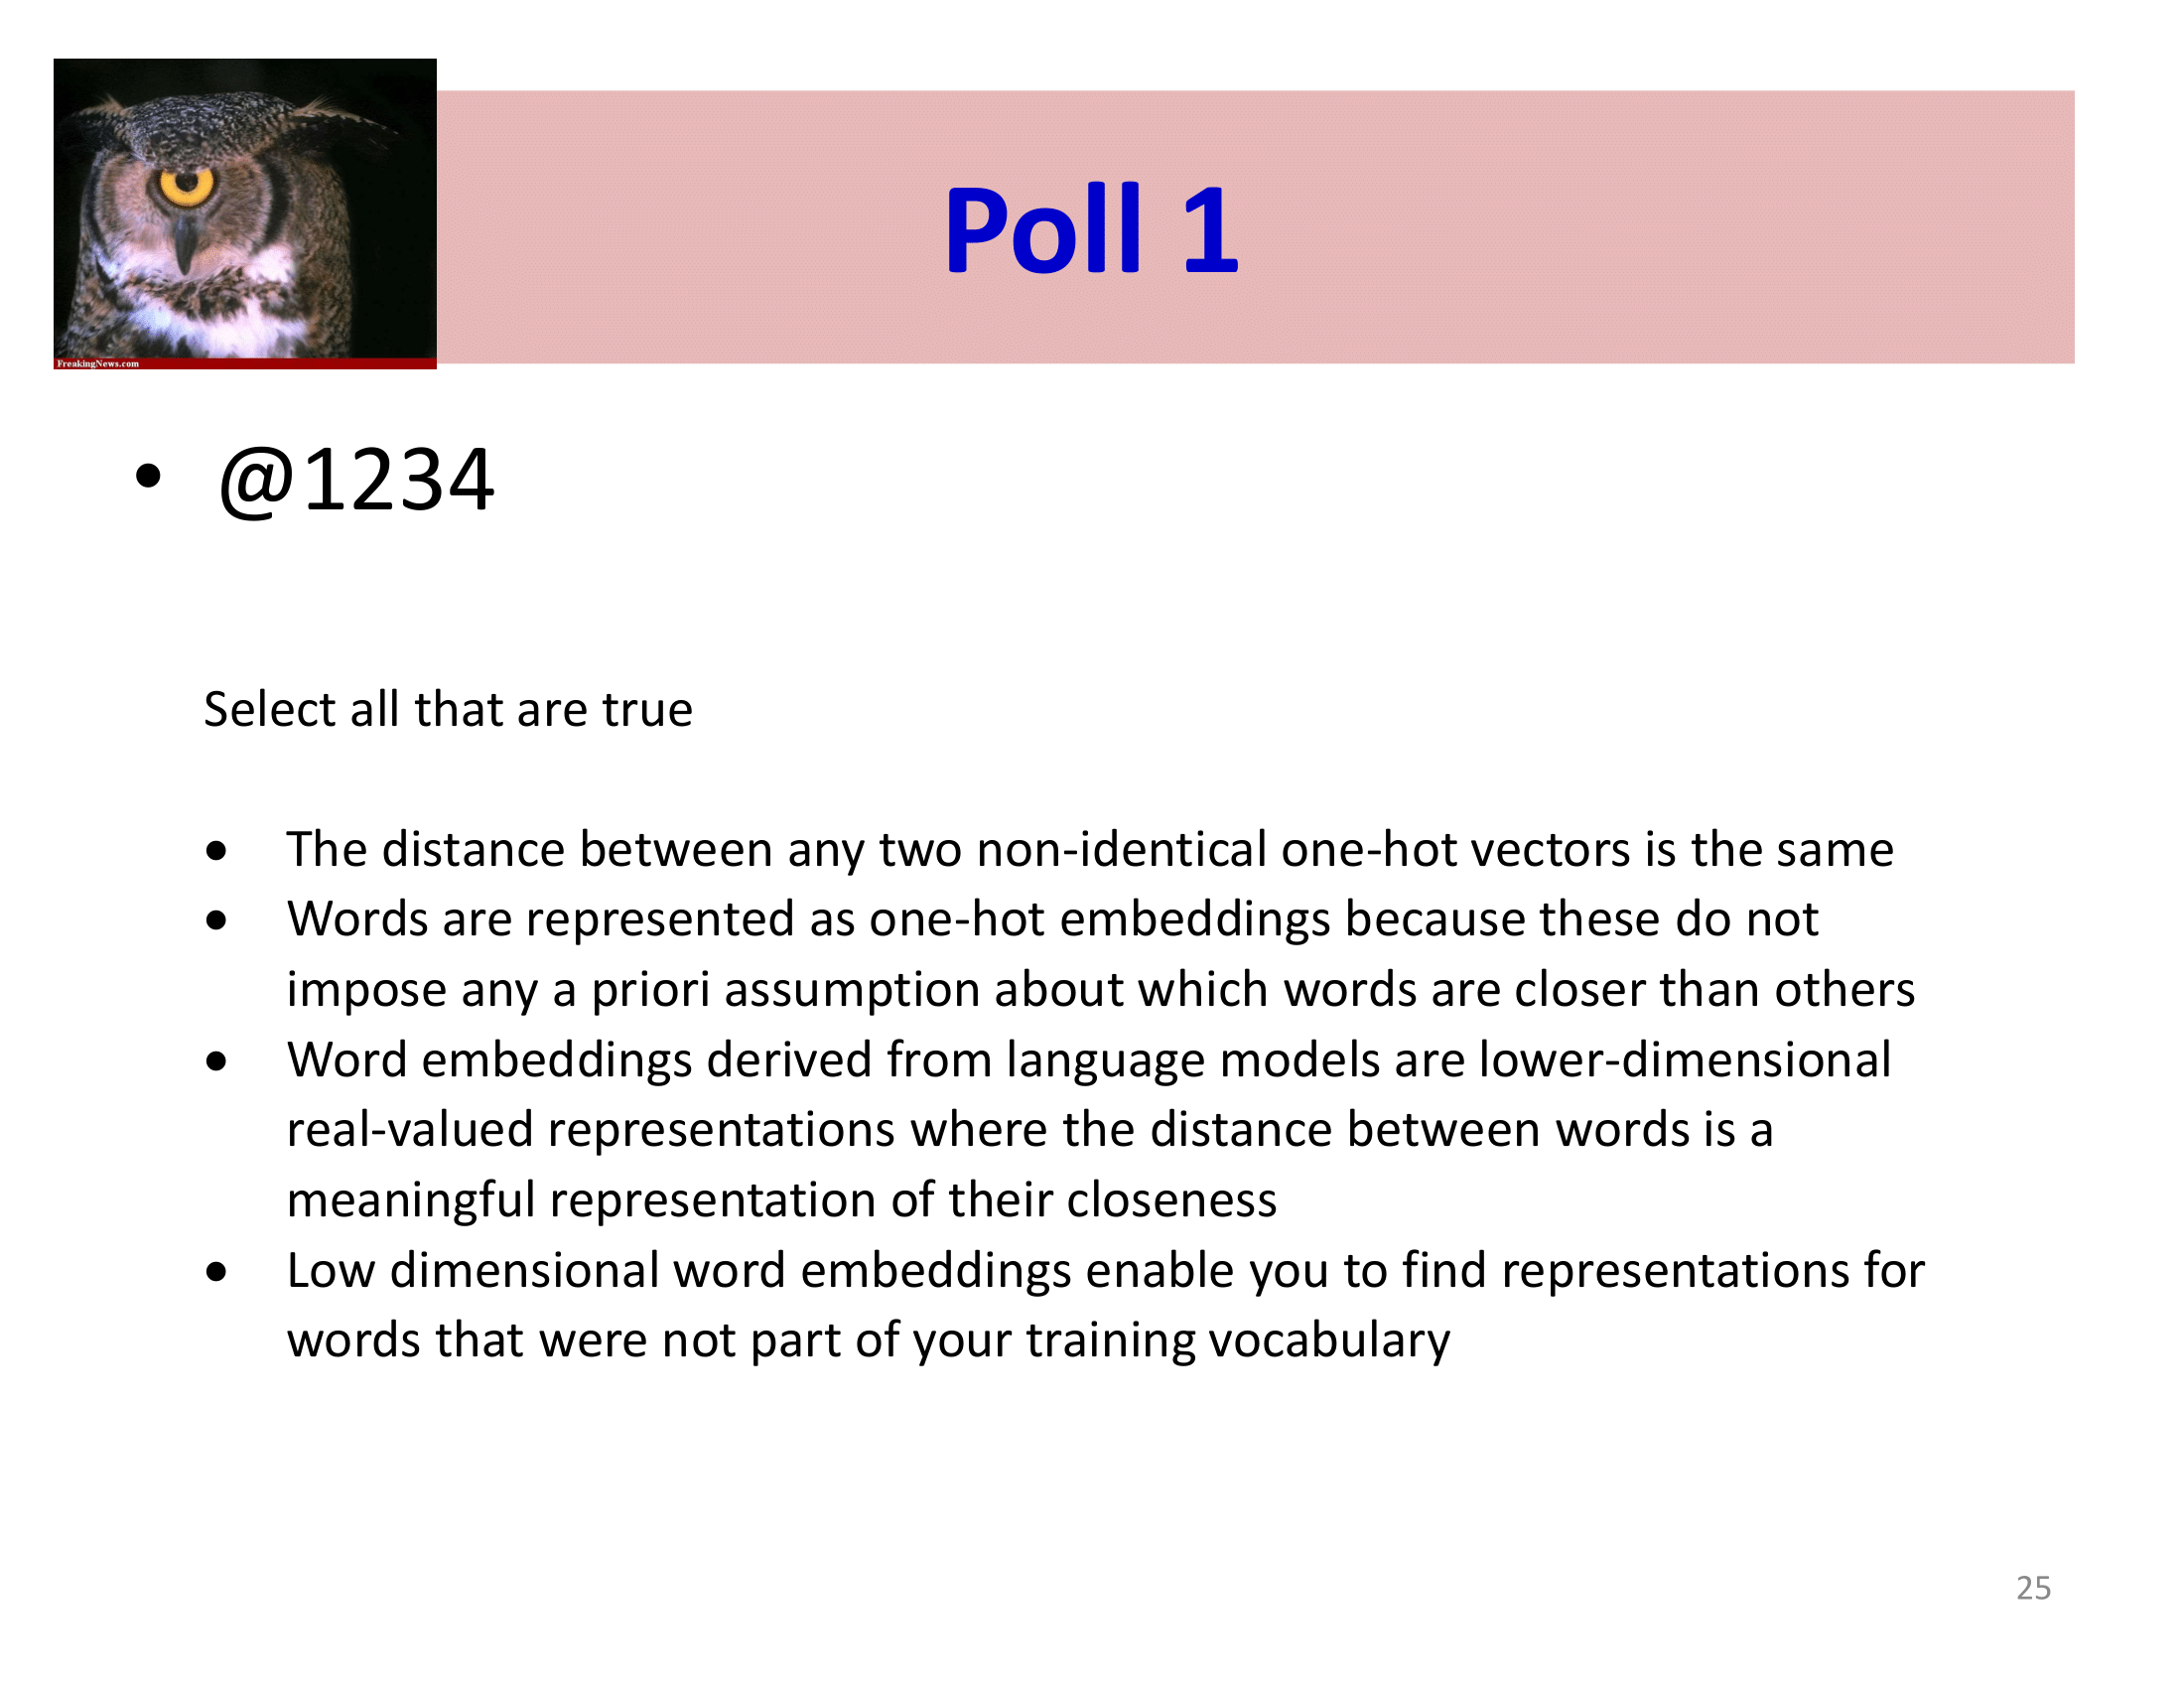 FreakingNews.com
Poll 1
• @1234
Select all that are true
• The distance between any two non-identical one-hot vectors is the same
• Words are represented as one-hot embeddings because these do not
impose any a priori assumption about which words are closer than others
• Word embeddings derived from language models are lower-dimensional
real-valued representations where the distance between words is a
meaningful representation of their closeness
• Low dimensional word embeddings enable you to find representations for
words that were not part of your training vocabulary
25